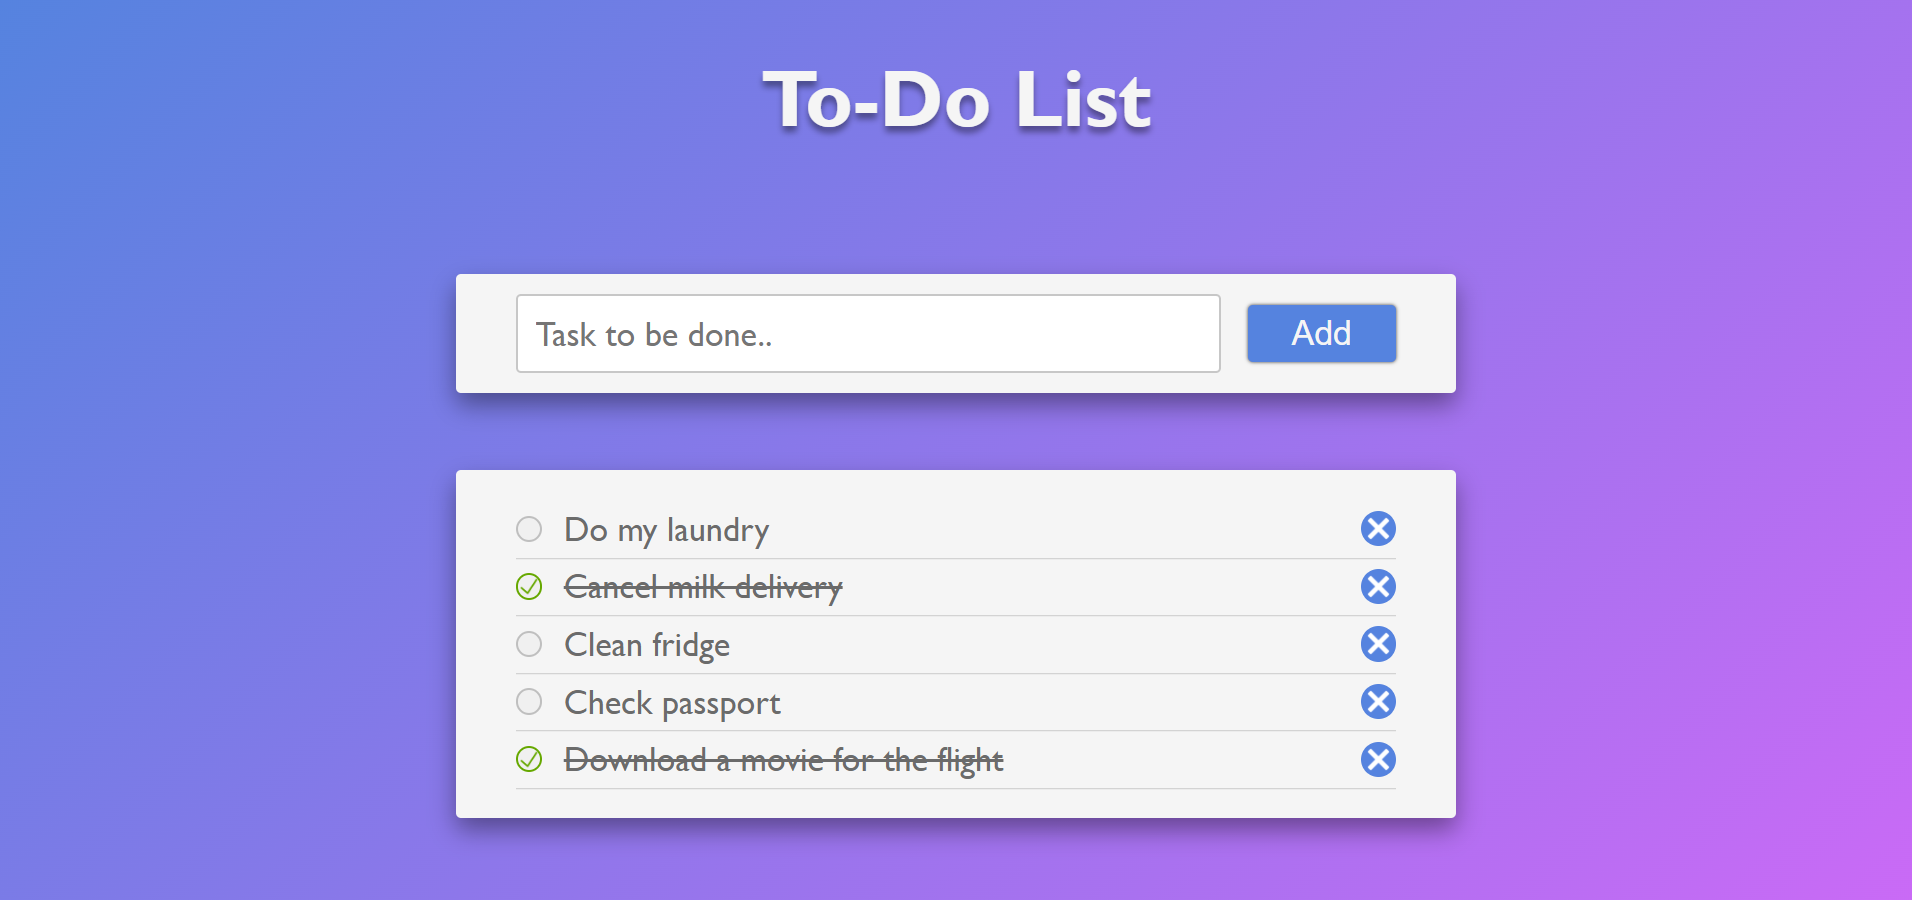 To-Do List
Task to be done..
Add
Do my laundry
Cancel milk delivery
Clean fridge
Check passport
Download a movie for the flight